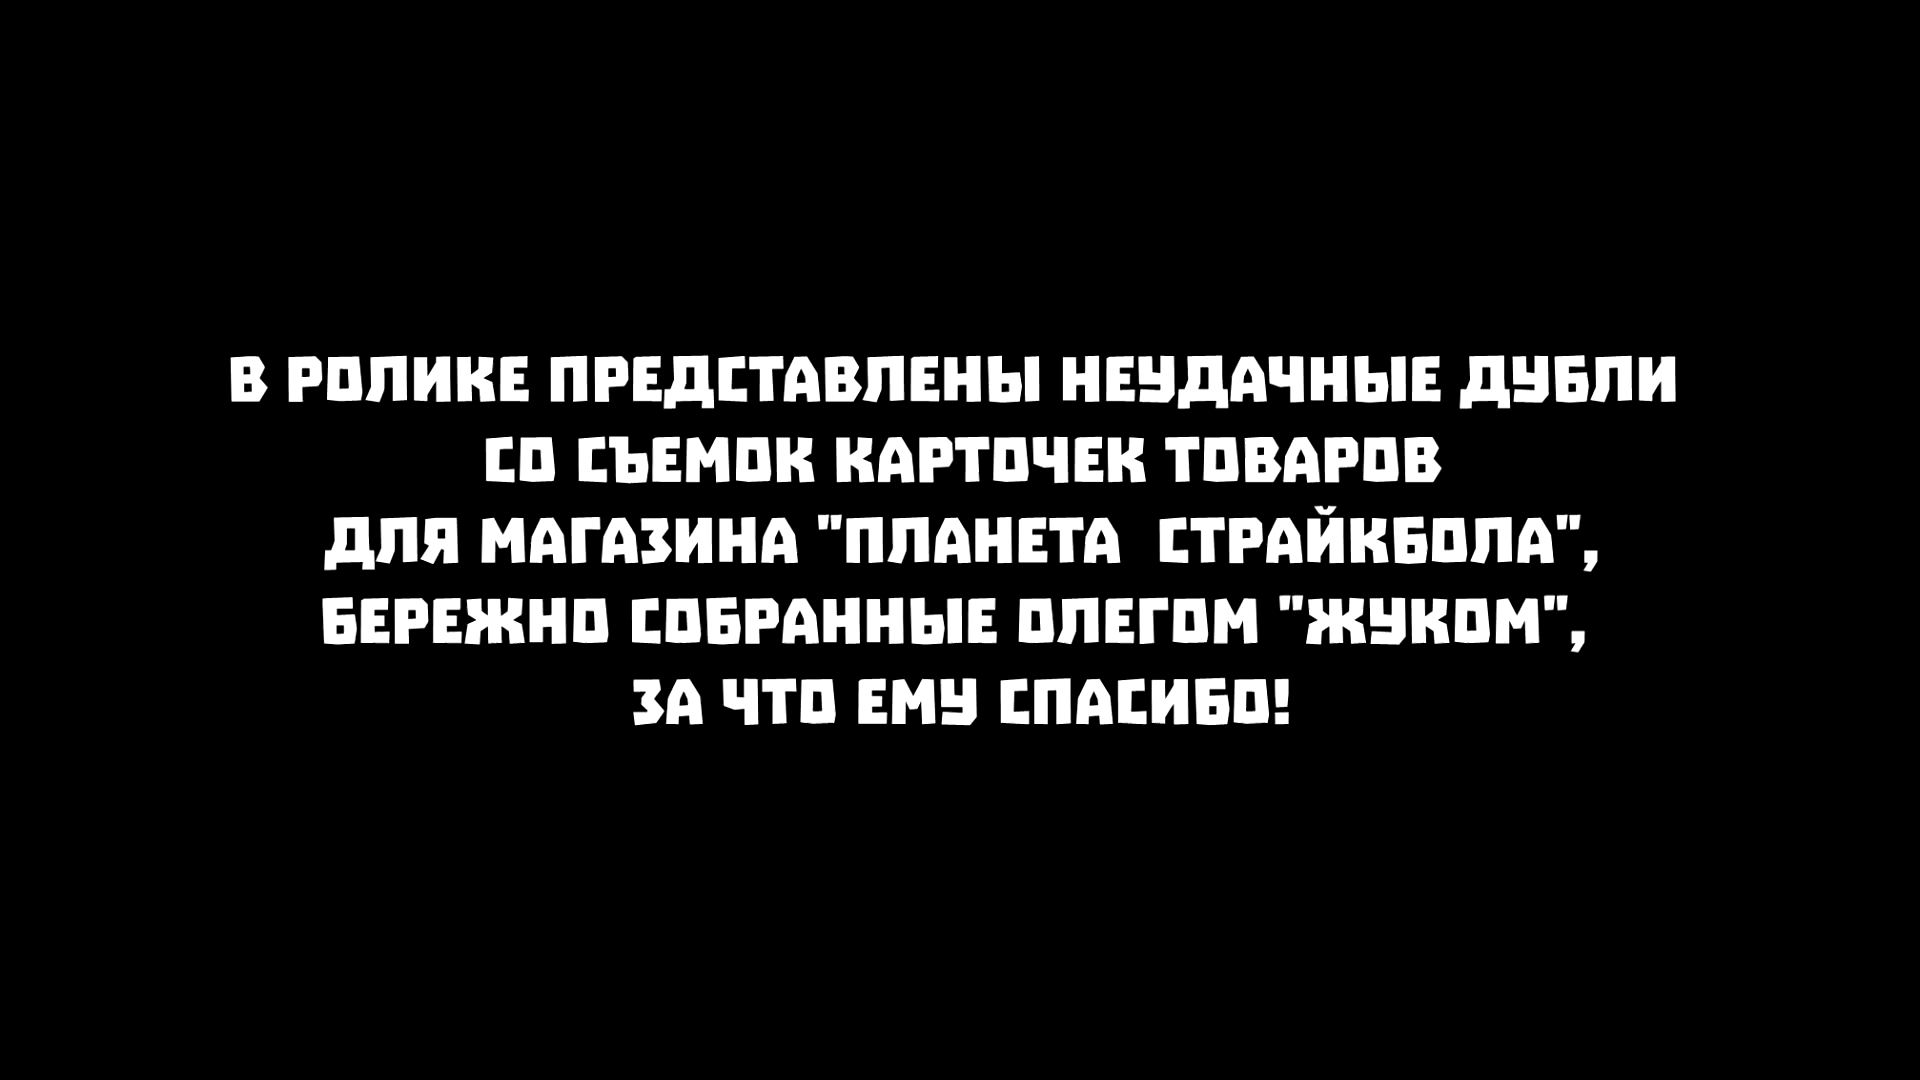 В РОЛИКЕ ПРЕДСТАВЛЕНЫ НЕУДАЧНЫЕ ДУБЛИ
СО СЪЕМОК КАРТОЧЕК ТОВАРОВ
ДЛЯ МАГАЗИНА "ПЛАНЕТА  СТРАЙКБОЛА",
БЕРЕЖНО СОБРАННЫЕ ОЛЕГОМ "ЖУКОМ",
ЗА ЧТО ЕМУ СПАСИБО!